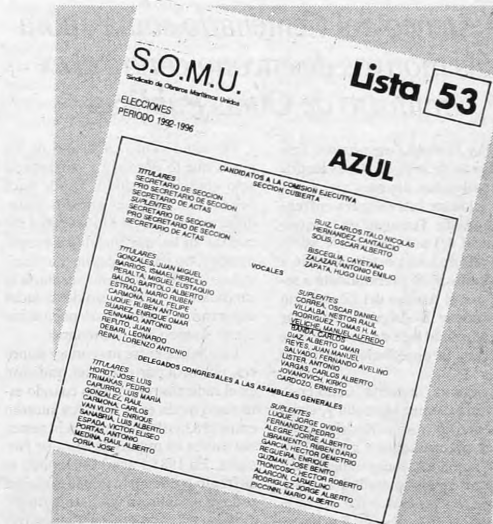 S.O.M.U.
Sindicato de Obreros Marítimos Unidos
ELECCIONES
PERIODO 1992-1996
Lista 53
AZUL
CANDIDATOS A LA COMISION EJECUTIVA
SECCION CUBIERTA
TITULARES
SECRETARIO DE SECCION
PRO SECRETARIO DE SECCION
SECRETARIO DE ACTAS
SUPLENTES
SECRETARIO DE SECCION
PRO SECRETARIO DE SECCION
SECRETARIO DE ACTAS
RUIZ, CARLOS ITALO NICOLAS
HERNANDEZ, CANTALICIO
SOLIS, OSCAR ALBERTO
BISCEGLIA, CAYETANO
ZALAZAR, ANTONIO EMILIO
ZAPATA, HUGO LUIS
VOCALES
TITULARES
GONZALES, JUAN MIGUEL
BARRIOS, ISMAEL HERCILIO
PERALTA, MIGUEL EUSTAQUIO
BALDO, BARTOLO ALBERTO
ESTRADA, MARIO RUBEN
CARMONA, RAUL FELIPE
LUQUE, RUBEN ANTONIO
SUAREZ, ENRIQUE OMAR
CENNAMO, ANTONIO
RETUTO, JUAN
DEBARI, LEONARDO
REINA, LORENZO ANTONIO
SUPLENTES
CORREA, OSCAR DANIEL
VILLALBA, NESTOR RAUL
RODRIGUEZ, TOMAS H. M.
VELICHE, MANUEL ALFREDO
BANDA, CARLOS
DIAZ, ALBERTO OMAR
REYES, JUAN MANUEL
SALVADO, FERNANDO AVELINO
LISTER, ANTONIO
VARGAS, CARLOS ALBERTO
JOVANOVICH, KIRKO
CARDOZO, ERNESTO
DELEGADOS CONGRESALES A LAS ASAMBLEAS GENERALES
TITULARES
HORDT, JOSE LUIS
TRIMAKAS, PEDRO
CAPURRO, LUIS MARIA
GONZALEZ, RAUL
CARMONA, CARLOS
VAN VLOTE, ENRIQUE
SANABRIA, LUIS ALBERTO
ESPADA, VICTOR ELISEO
PORTAS, ANTONIO
MEDINA, RAUL ALBERTO
CORIA, JOSE
SUPLENTES
LUQUE, JORGE OVIDIO
FERNANDEZ, PEDRO
ALEGRE, JORGE ALBERTO
LIBRAMENTO, RUBEN DARIO
GARCIA, HECTOR DEMETRIO
REGUEIRA, ENRIQUE
GUZMAN, JOSE BENITO
TRONCOSO, HECTOR ROBERTO
ALARCON, CARMELINO
RODRIGUEZ, JORGE ALBERTO
PICCINNI, MARIO ALBERTO